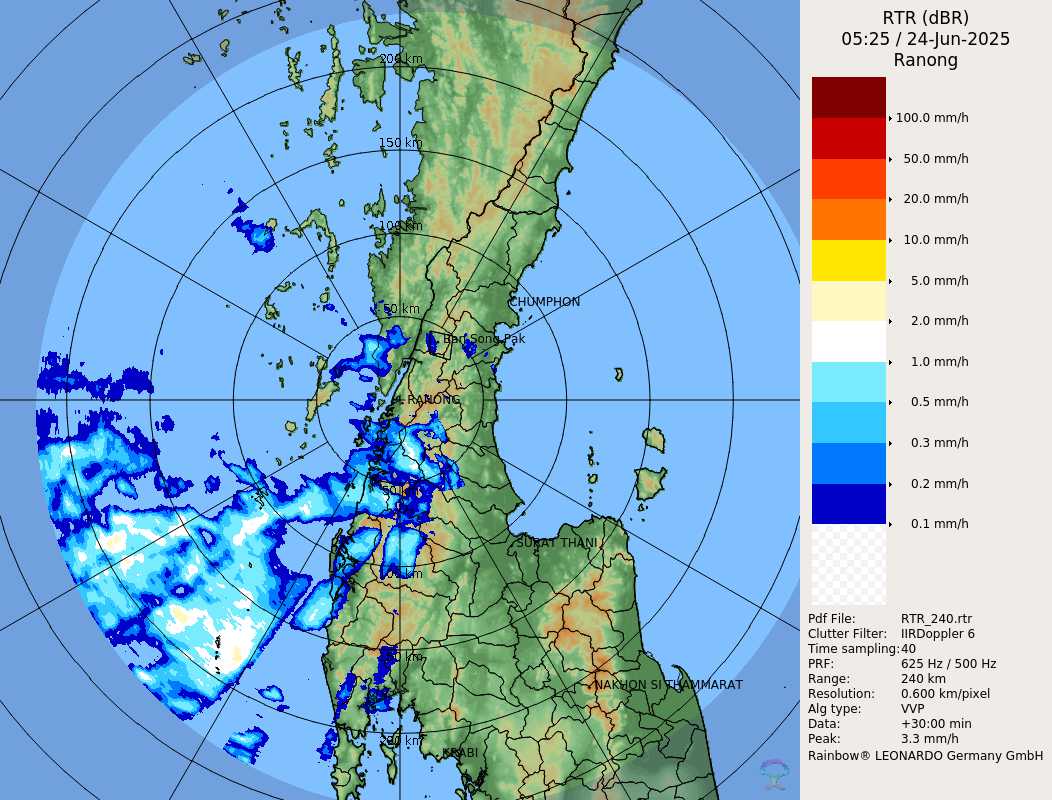 RTR (dBR)
05:25 / 24-Jun-2025
Ranong
100.0 mm/h
50.0 mm/h
20.0 mm/h
10.0 mm/h
5.0 mm/h
2.0 mm/h
1.0 mm/h
0.5 mm/h
0.3 mm/h
0.2 mm/h
0.1 mm/h
Pdf File: RTR_240.rtr
Clutter Filter: IIRDoppler 6
Time sampling:40
PRF: 625 Hz / 500 Hz
Range: 240 km
Resolution: 0.600 km/pixel
Alg type: VVP
Data: +30:00 min
Peak: 3.3 mm/h
Rainbow® LEONARDO Germany GmbH
200 km
150 km
100 km
50 km
CHUMPHON
Ban Song Pak
RANONG
50 km
SURAT THANI
100 km
150 km
NAKHON SI THAMMARAT
200 km
KRABI